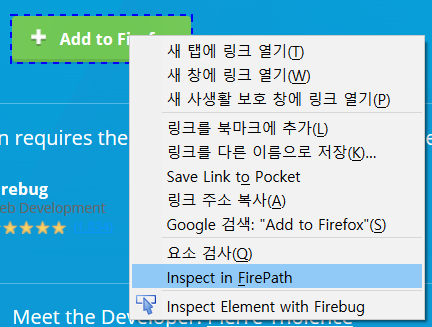 Add to Firefox
새 탭에 링크 열기(T)
새 창에 링크 열기(W)
새 사생활 보호 창에 링크 열기(P)
링크를 북마크에 추가(L)
n requires the
링크를 다른 이름으로 저장(K)...
Save Link to Pocket
rebug
링크 주소 복사(A)
eb Development
Google 검색: "Add to Firefox"(S)
요소 검사(Q)
Inspect in FirePath
Inspect Element with Firebug
Meet the Developer: